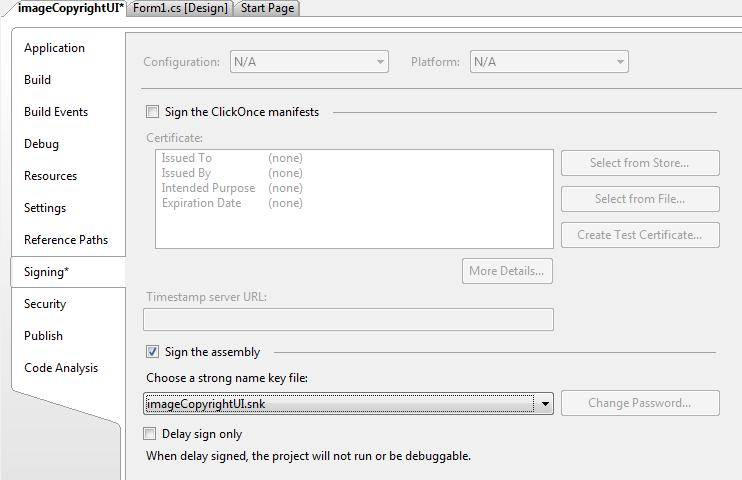 imageCopyrightUI* Form1.cs [Design] Start Page
Application
Build
Build Events
Debug
Resources
Settings
Reference Paths
Signing*
Security
Publish
Code Analysis
Configuration: N/A Platform: N/A
Sign the ClickOnce manifests
Certificate:
Issued To (none)
Issued By (none)
Intended Purpose (none)
Expiration Date (none)
Select from Store...
Select from File...
Create Test Certificate...
More Details...
Timestamp server URL:
Sign the assembly
Choose a strong name key file:
imageCopyrightUI.snk Change Password...
Delay sign only
When delay signed, the project will not run or be debuggable.